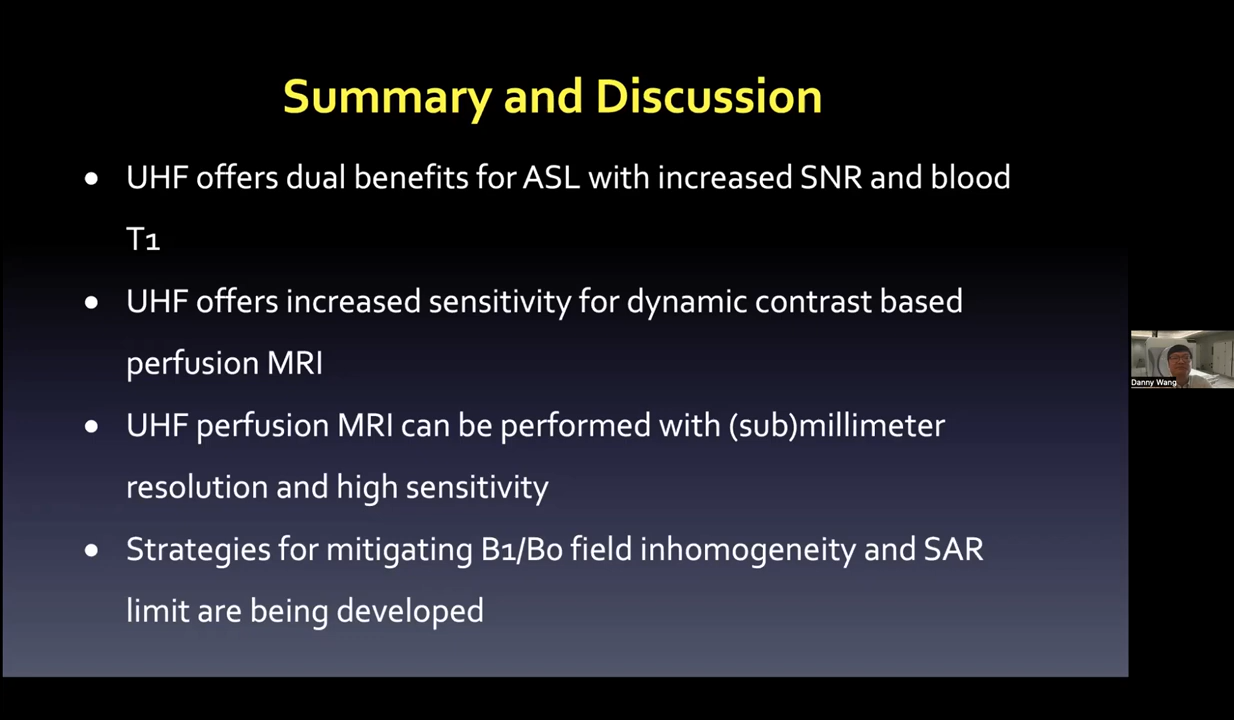 Summary and Discussion
• UHF offers dual benefits for ASL with increased SNR and blood
T1
• UHF offers increased sensitivity for dynamic contrast based
perfusion MRI
• UHF perfusion MRI can be performed with (sub)millimeter
resolution and high sensitivity
• Strategies for mitigating B1/B0 field inhomogeneity and SAR
limit are being developed
Danny Wang